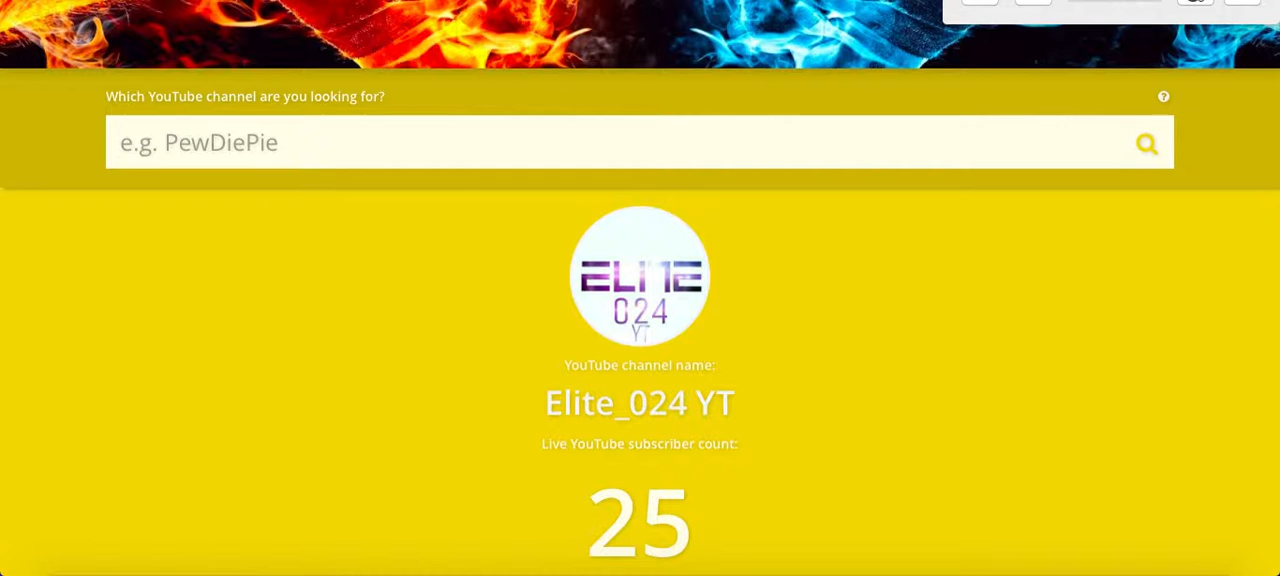 Which YouTube channel are you looking for?
e.g. PewDiePie
ELITE
024
YT
YouTube channel name:
Elite_024 YT
Live YouTube subscriber count:
25